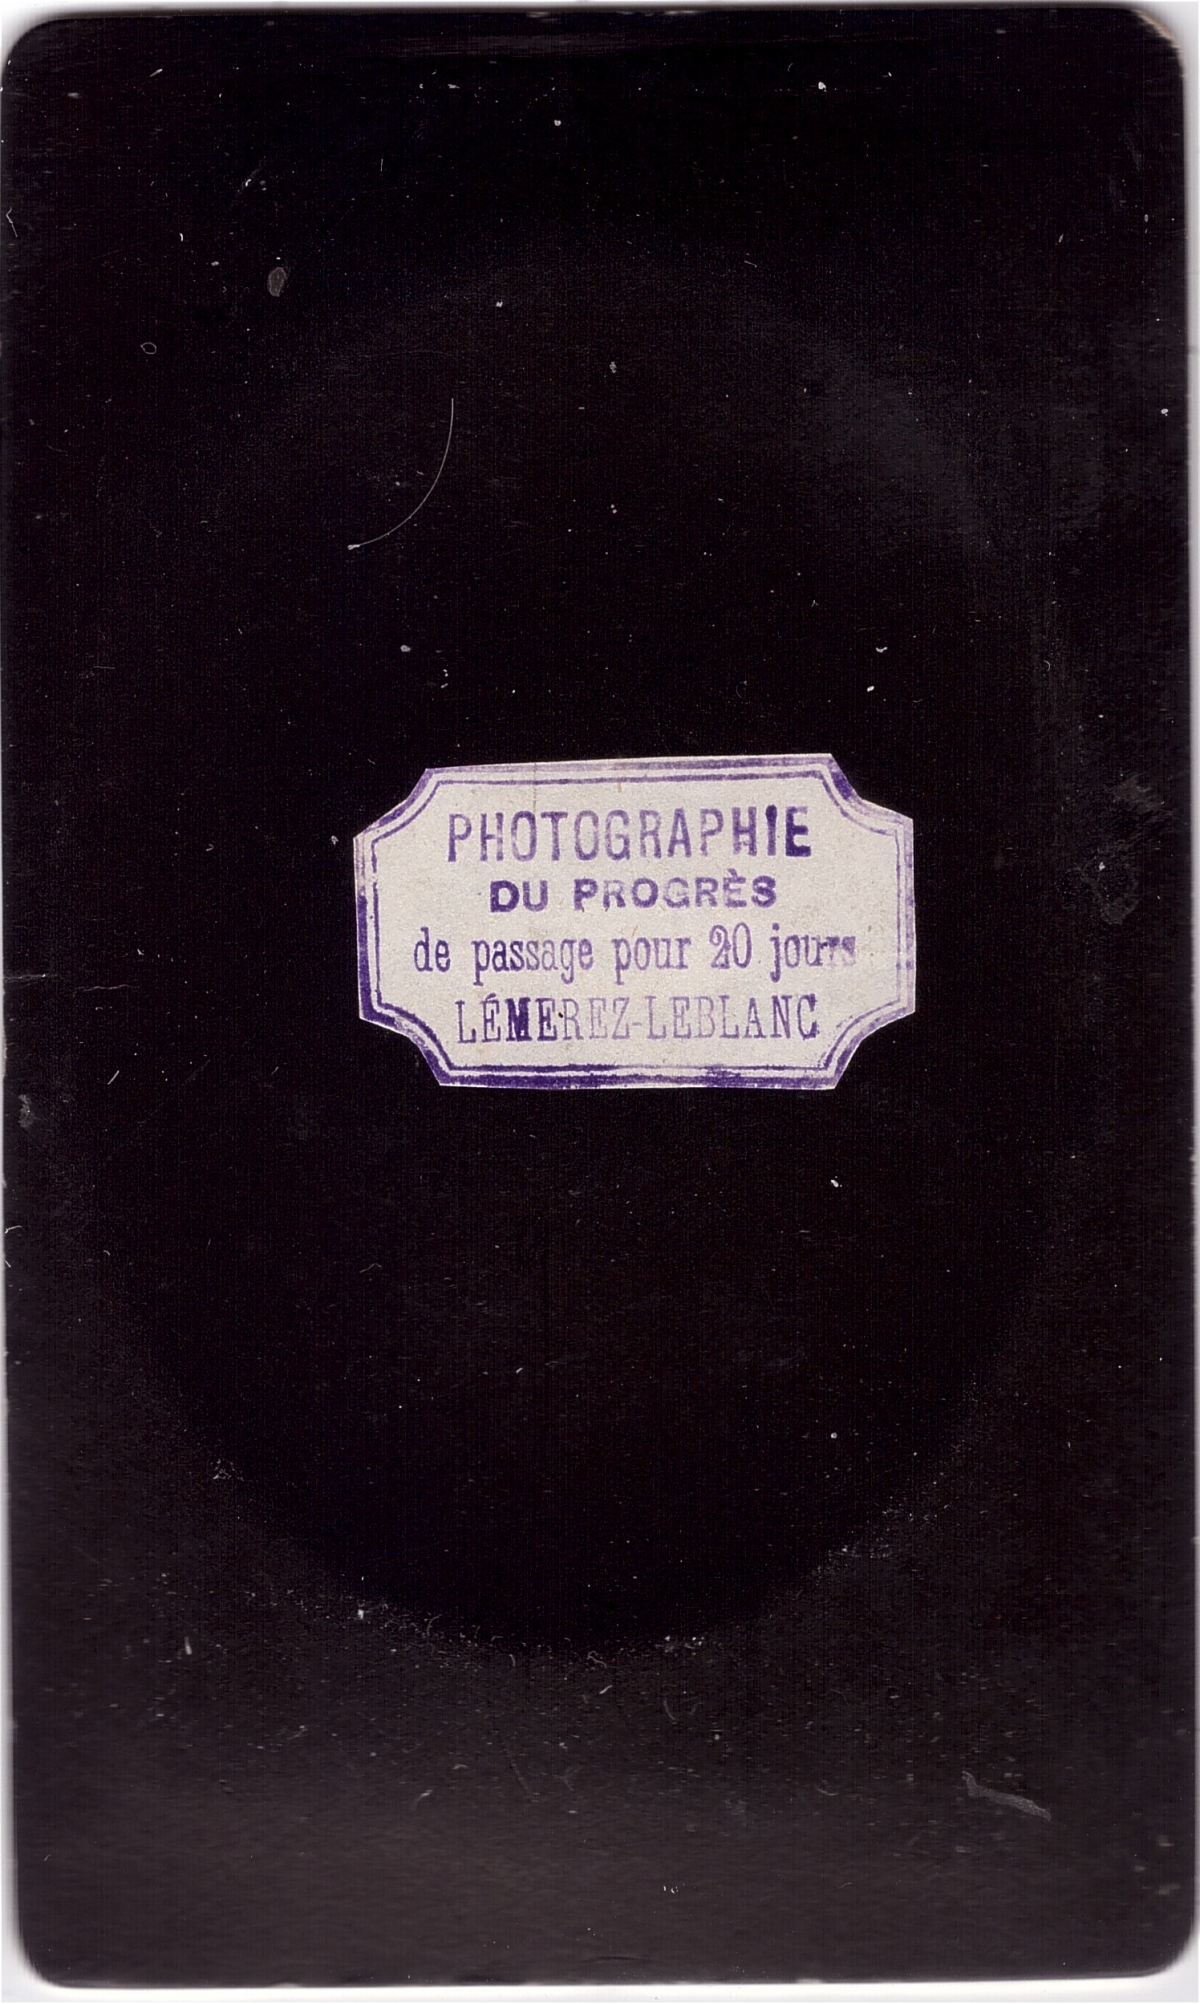 PHOTOGRAPHIE
DU PROGRÈS
de passage pour 20 jours
LÉMEREZ-LEBLANC